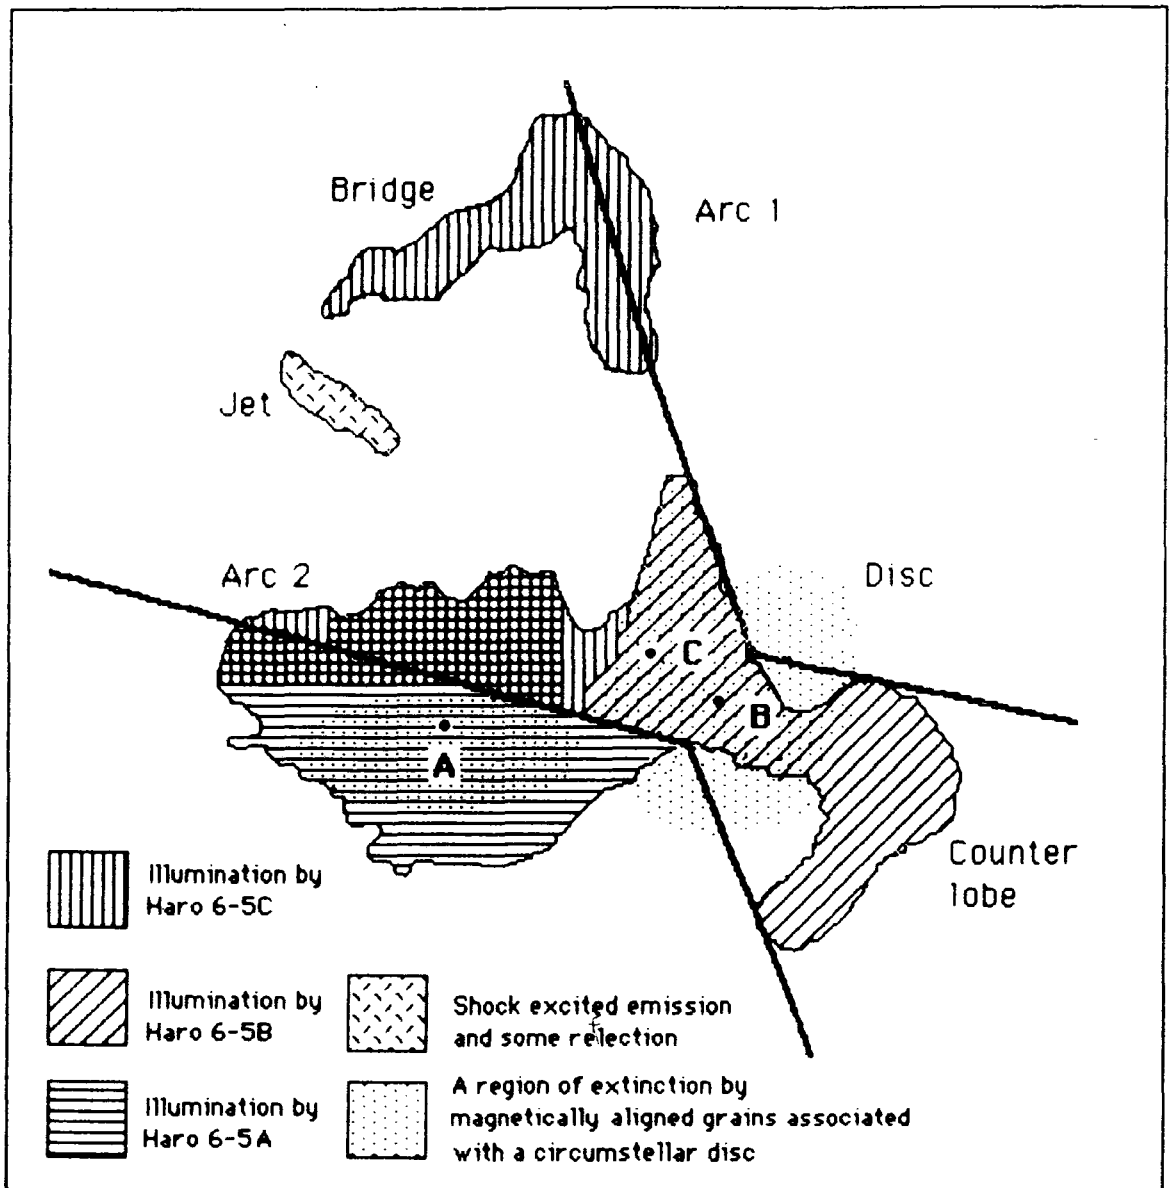 Bridge
Arc 1
Jet
Arc 2
Disc
C
B
A
Counter
lobe
Illumination by
Haro 6-5C
Illumination by
Haro 6-5B
Shock excited emission
and some relection
f
Illumination by
Haro 6-5A
A region of extinction by
magnetically aligned grains associated
with a circumstellar disc